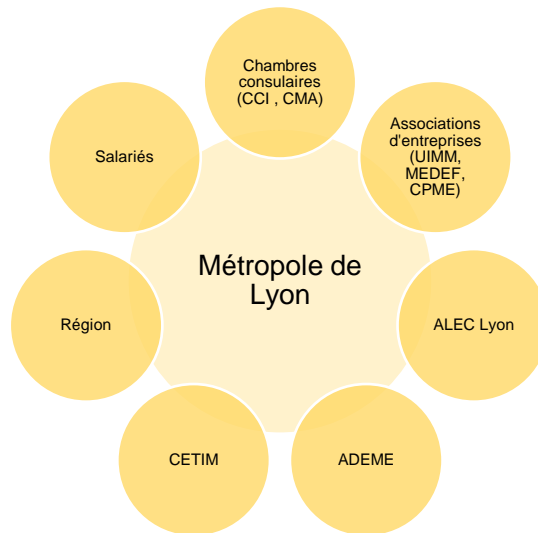 Chambres
consulaires
(CCI , CMA)
Associations
d'entreprises
(UIMM,
MEDEF,
CPME)
Salariés
Métropole de
Lyon
Région
ALEC Lyon
CETIM
ADEME